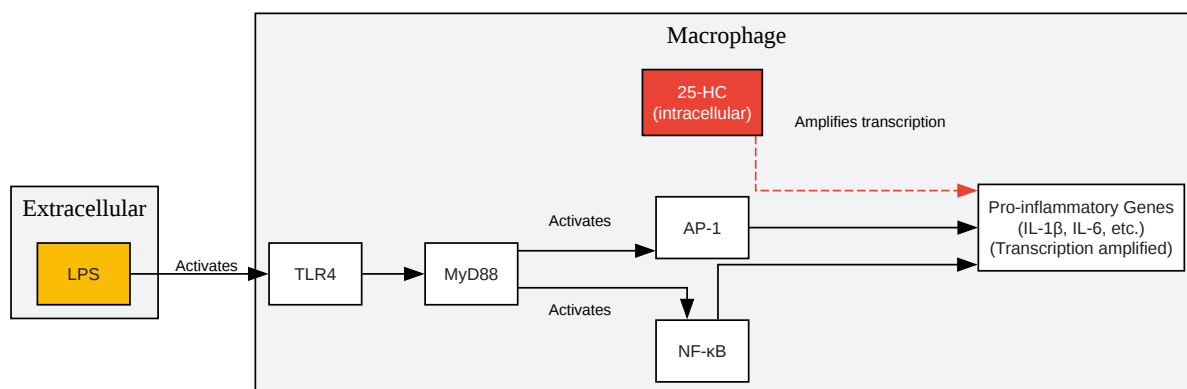 Macrophage
25-HC
(intracellular)
Amplifies transcription
Extracellular
LPS
Activates
TLR4
MyD88
Activates
AP-1
Activates
NF-κB
Pro-inflammatory Genes
(IL-1β, IL-6, etc.)
(Transcription amplified)